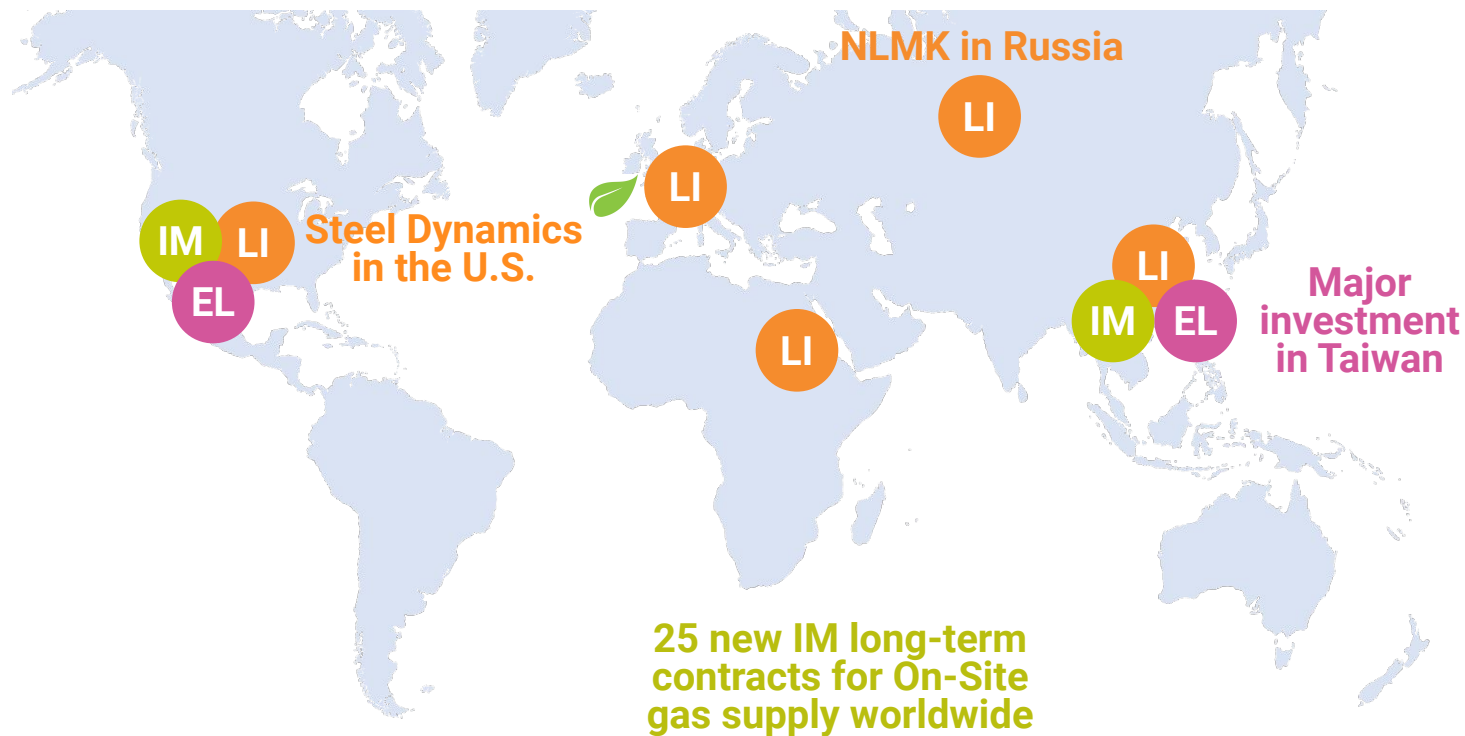 NLMK in Russia
LI
LI
IM
LI
Steel Dynamics
in the U.S.
EL
LI
IM
EL
Major
investment
in Taiwan
LI
25 new IM long-term
contracts for On-Site
gas supply worldwide